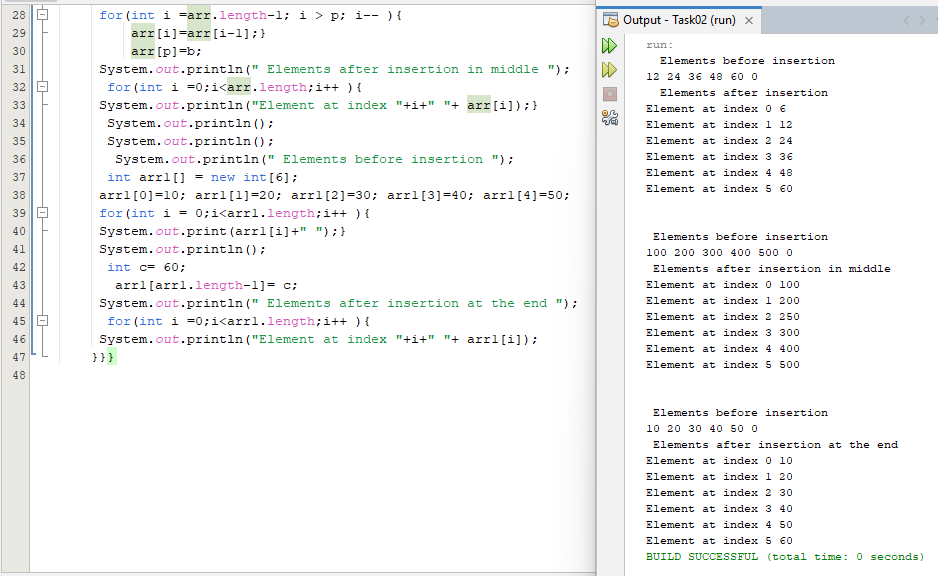 28 for(int i =arr.length-1; i > p; i-- ){
29 arr[i]=arr[i-1];}
30 arr[p]=b;
31 System.out.println(" Elements after insertion in middle ");
32 for(int i =0;i<arr.length;i++ ){
33 System.out.println("Element at index "+i+" "+ arr[i]);}
34 System.out.println();
35 System.out.println();
36 System.out.println(" Elements before insertion ");
37 int arr1[] = new int[6];
38 arr1[0]=10; arr1[1]=20; arr1[2]=30; arr1[3]=40; arr1[4]=50;
39 for(int i = 0;i<arr1.length;i++ ){
40 System.out.print(arr1[i]+" ");}
41 System.out.println();
42 int c= 60;
43 arr1[arr1.length-1]= c;
44 System.out.println(" Elements after insertion at the end ");
45 for(int i =0;i<arr1.length;i++ ){
46 System.out.println("Element at index "+i+" "+ arr1[i]);
47 }}}
48
Output - Task02 (run) ×
run:
Elements before insertion
12 24 36 48 60 0
Elements after insertion
Element at index 0 6
Element at index 1 12
Element at index 2 24
Element at index 3 36
Element at index 4 48
Element at index 5 60
Elements before insertion
100 200 300 400 500 0
Elements after insertion in middle
Element at index 0 100
Element at index 1 200
Element at index 2 250
Element at index 3 300
Element at index 4 400
Element at index 5 500
Elements before insertion
10 20 30 40 50 0
Elements after insertion at the end
Element at index 0 10
Element at index 1 20
Element at index 2 30
Element at index 3 40
Element at index 4 50
Element at index 5 60
BUILD SUCCESSFUL (total time: 0 seconds)